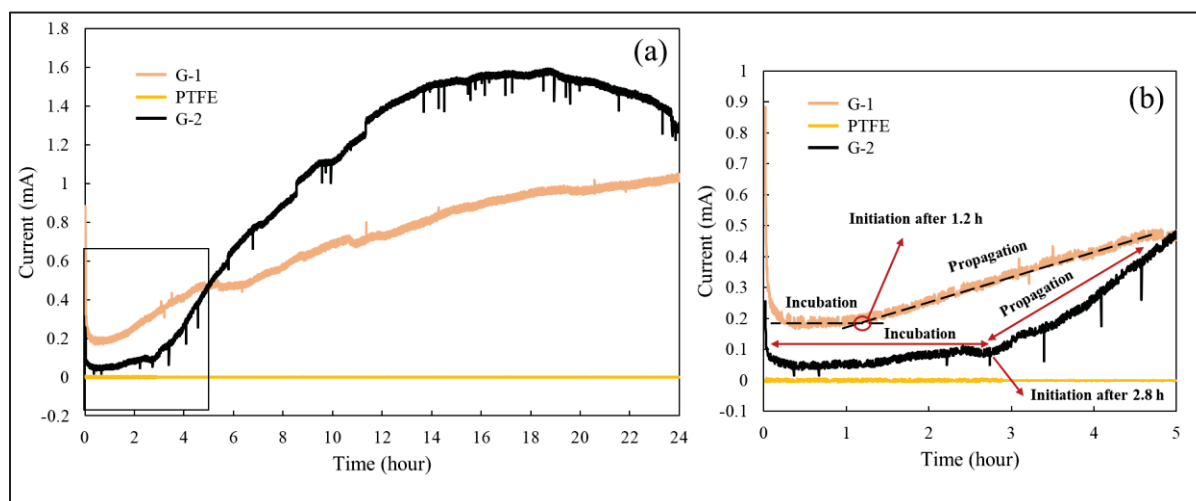 (a)
1.8
1.6
1.4
1.2
1
0.8
0.6
0.4
0.2
0
-0.2
Current (mA)
G-1
PTFE
G-2
0 2 4 6 8 10 12 14 16 18 20 22 24
Time (hour)
(b)
1
0.9
0.8
0.7
0.6
0.5
0.4
0.3
0.2
0.1
0
-0.1
Current (mA)
G-1
PTFE
G-2
Initiation after 1.2 h
Propagation
Incubation
Propagation
Incubation
Initiation after 2.8 h
0 1 2 3 4 5
Time (hour)